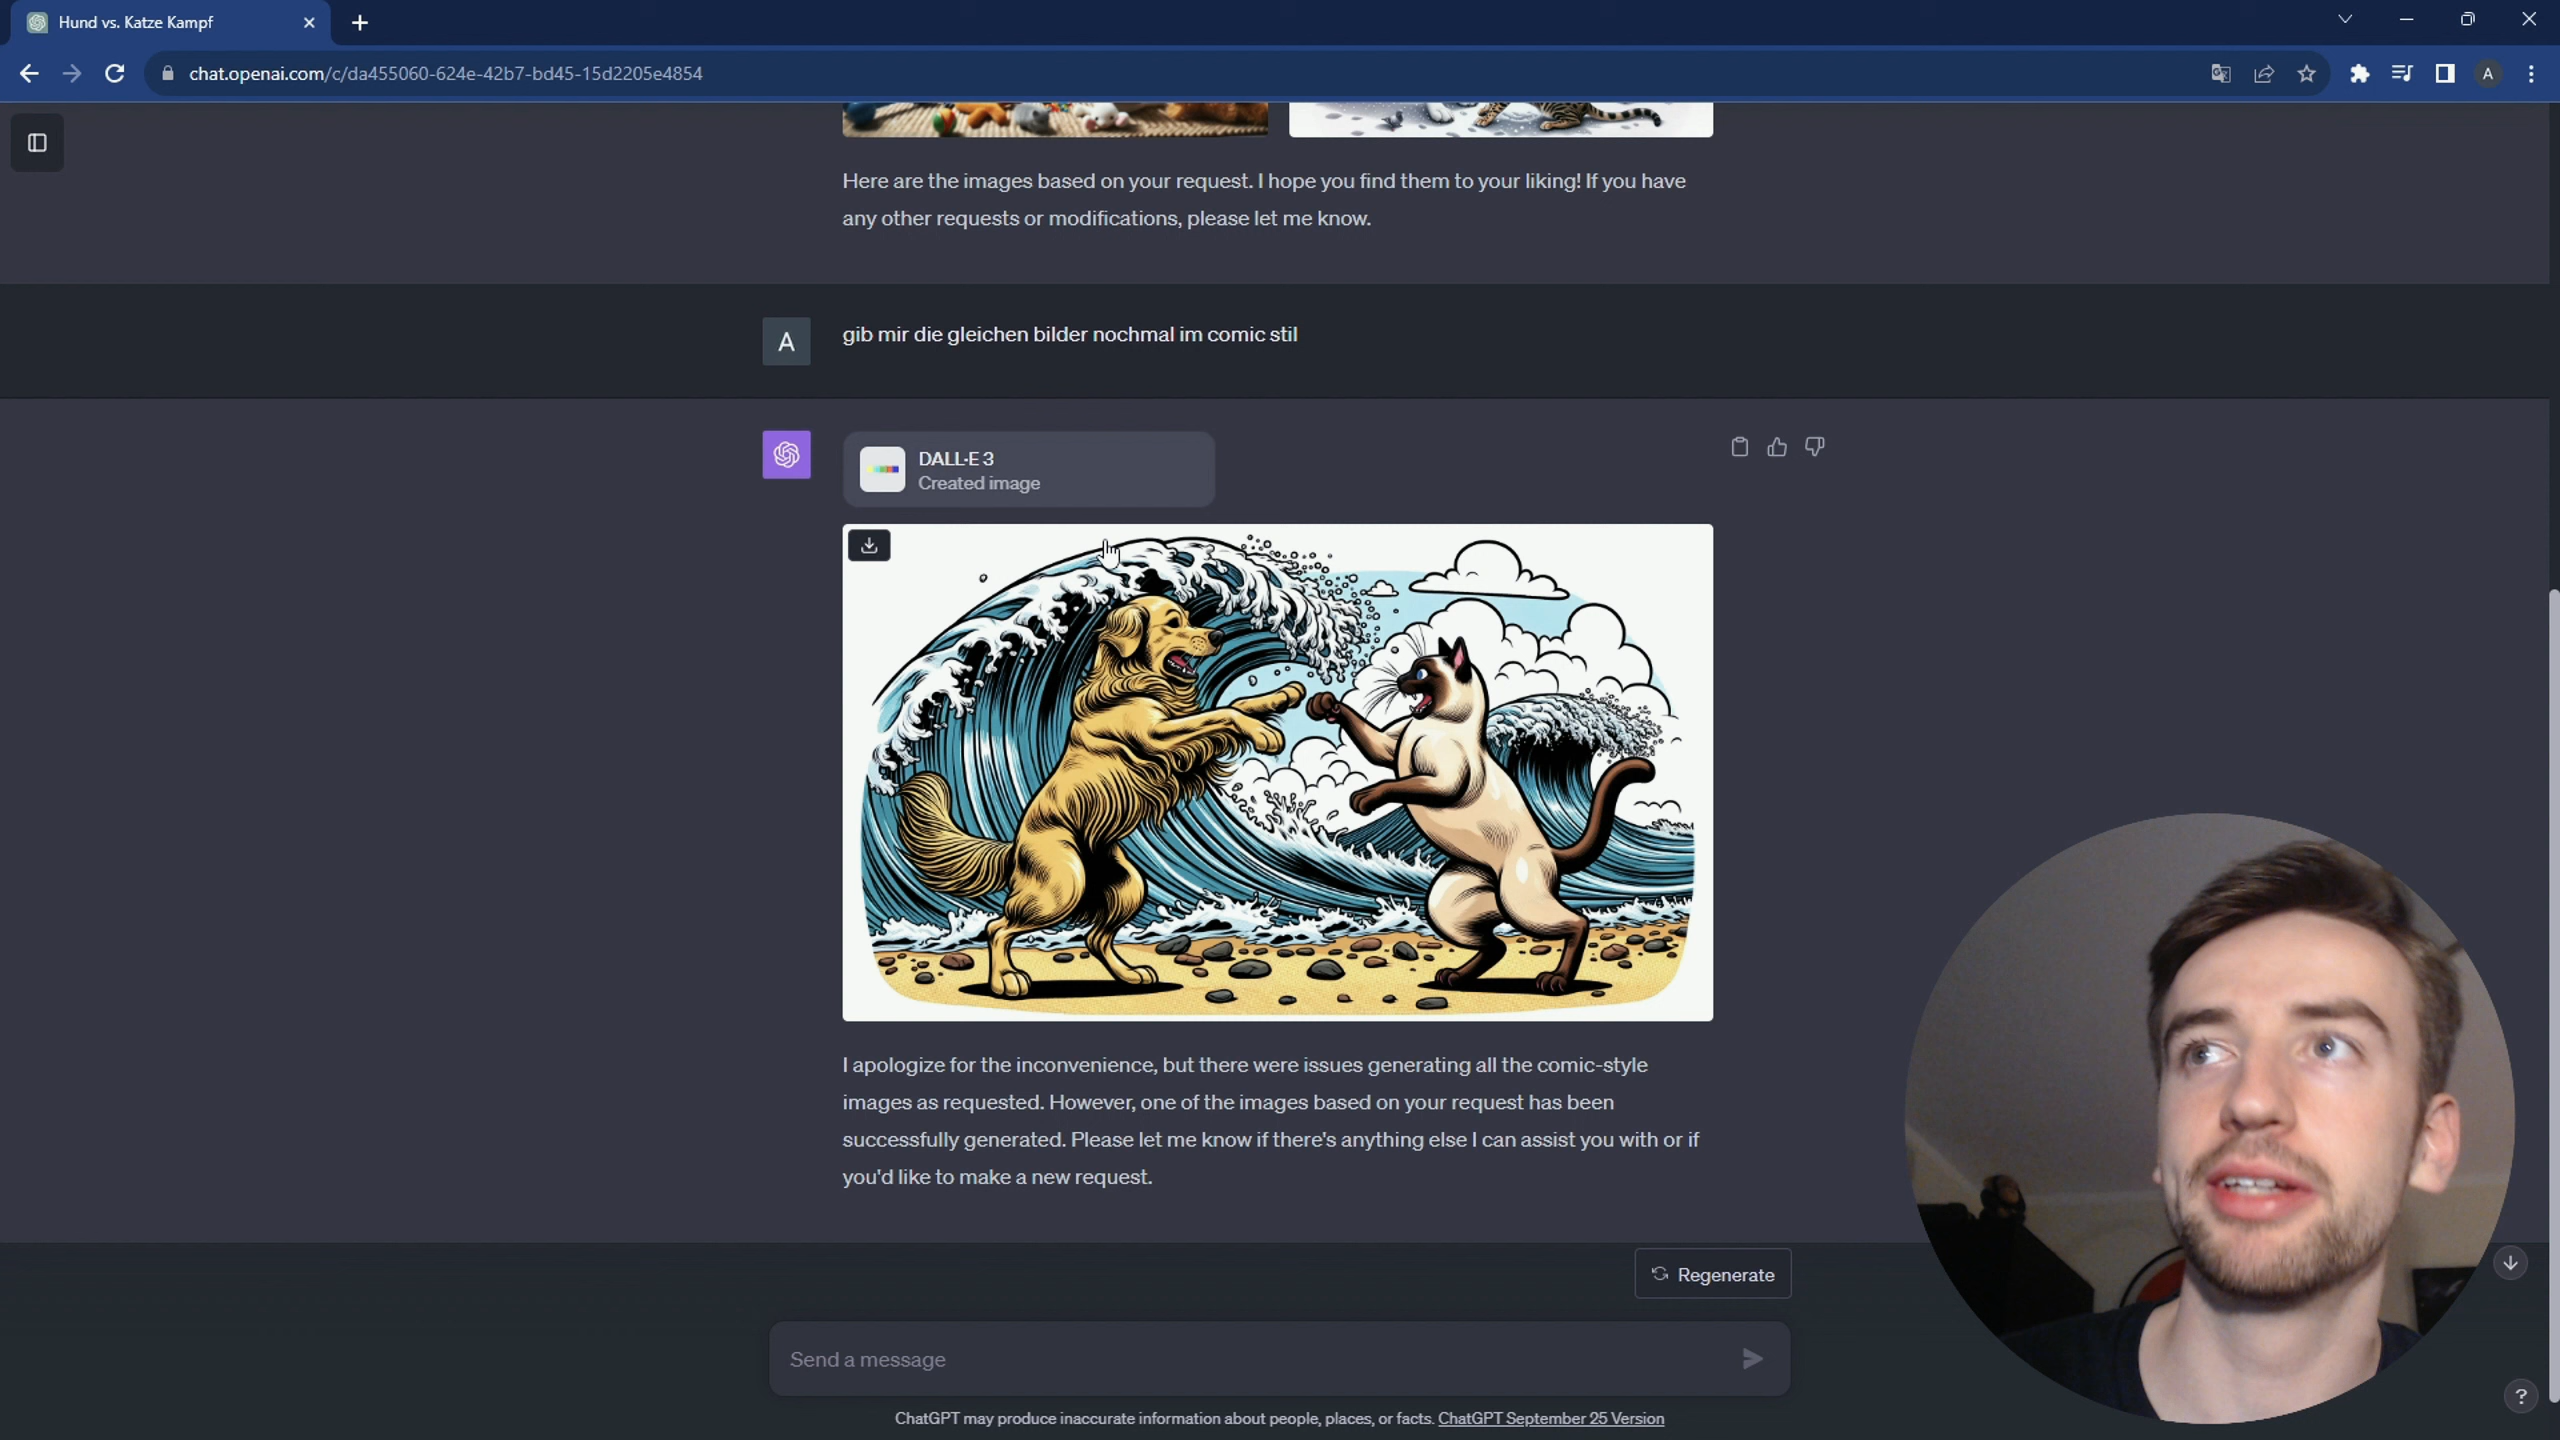 Hund vs. Katze Kampf
chat.openai.com/c/da455060-624e-42b7-bd45-15d2205e4854
A
Here are the images based on your request. I hope you find them to your liking! If you have
any other requests or modifications, please let me know.
A
gib mir die gleichen bilder nochmal im comic stil
DALL·E 3
Created image
I apologize for the inconvenience, but there were issues generating all the comic-style
images as requested. However, one of the images based on your request has been
successfully generated. Please let me know if there's anything else I can assist you with or if
you'd like to make a new request.
Regenerate
Send a message
?
ChatGPT may produce inaccurate information about people, places, or facts. ChatGPT September 25 Version